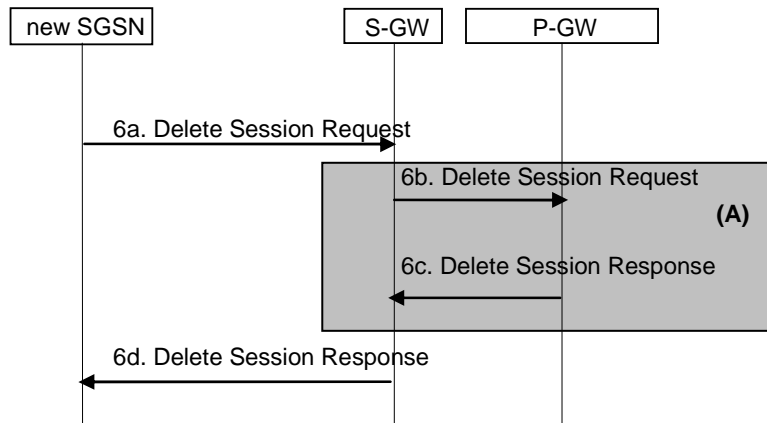 new SGSN
S-GW
P-GW
6a. Delete Session Request
6b. Delete Session Request
(A)
6c. Delete Session Response
6d. Delete Session Response